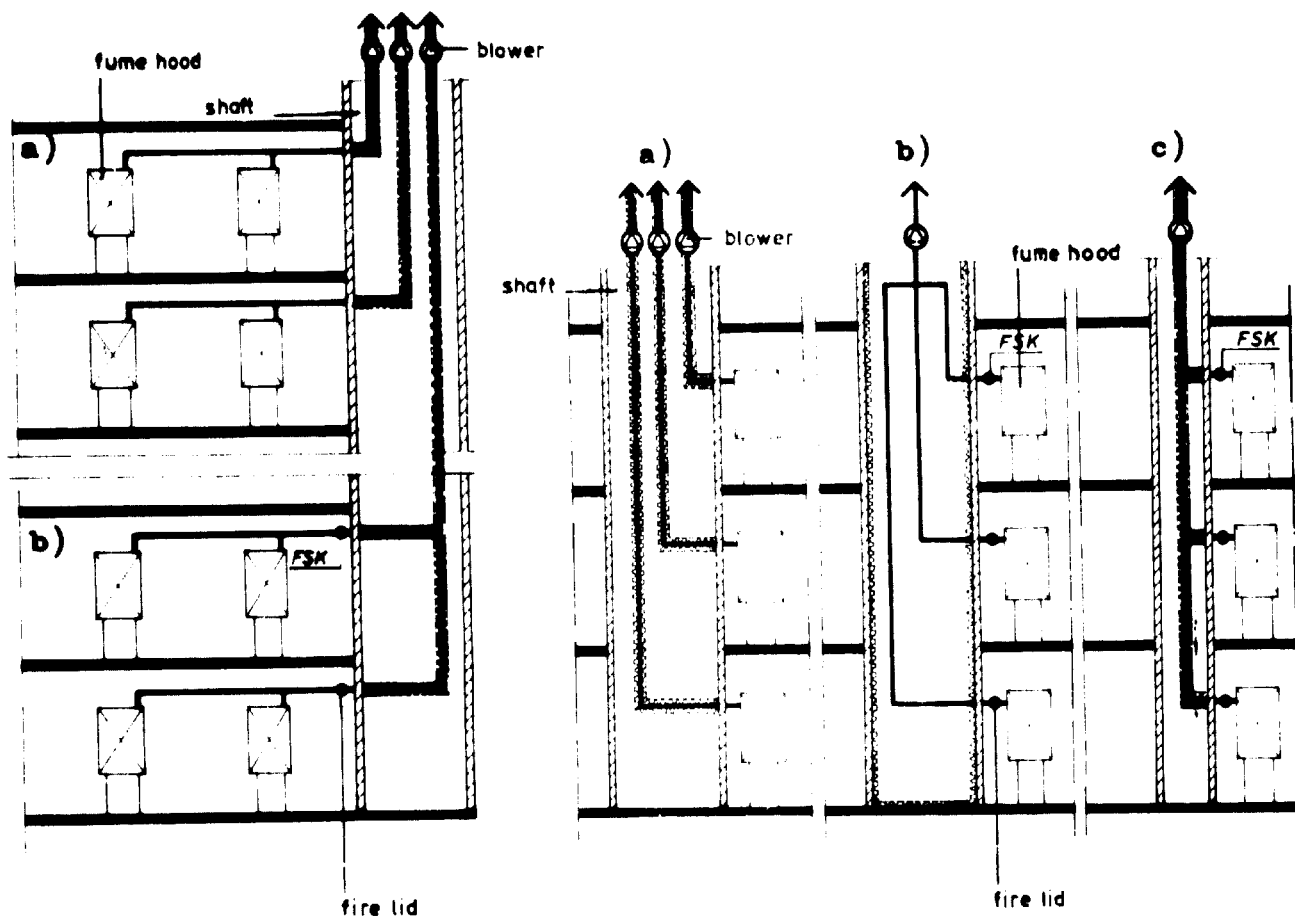 fume hood
blower
shaft
a)
b)
FSK
fire lid
a)
b)
c)
blower
fume hood
shaft
FSK
FSK
fire lid